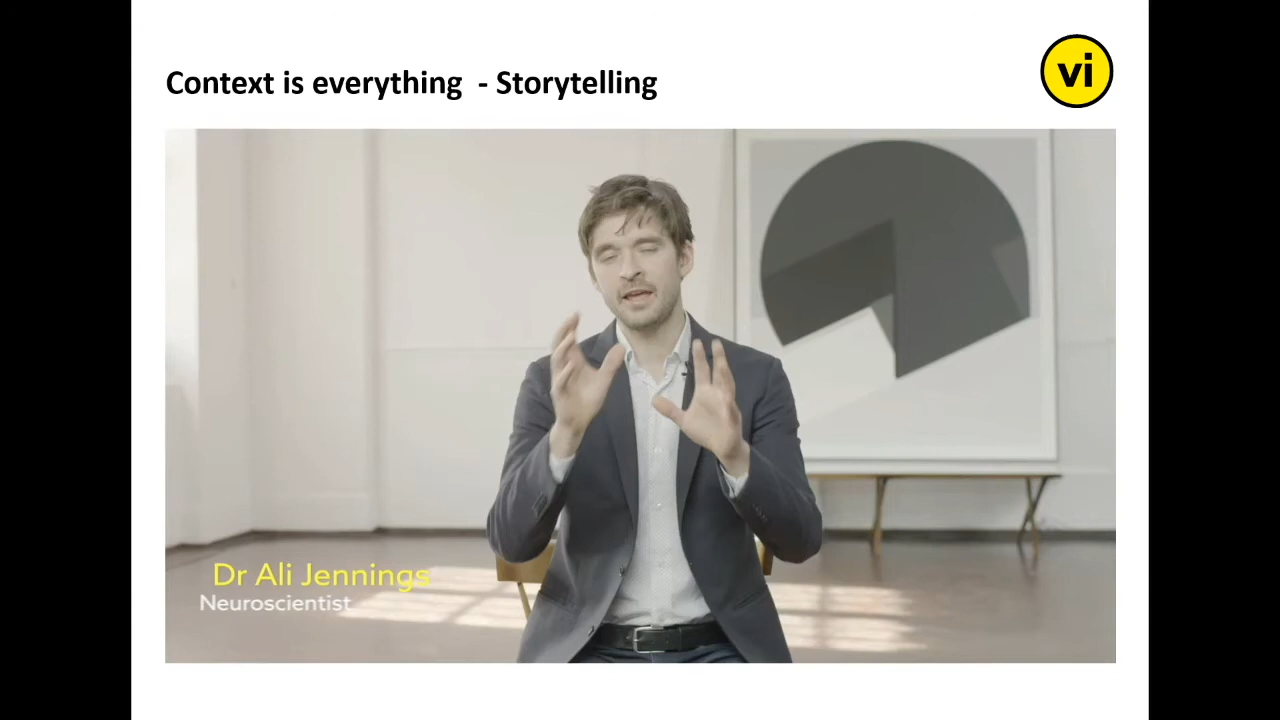 Context is everything  - Storytelling
vi
Dr Ali Jennings
Neuroscientist